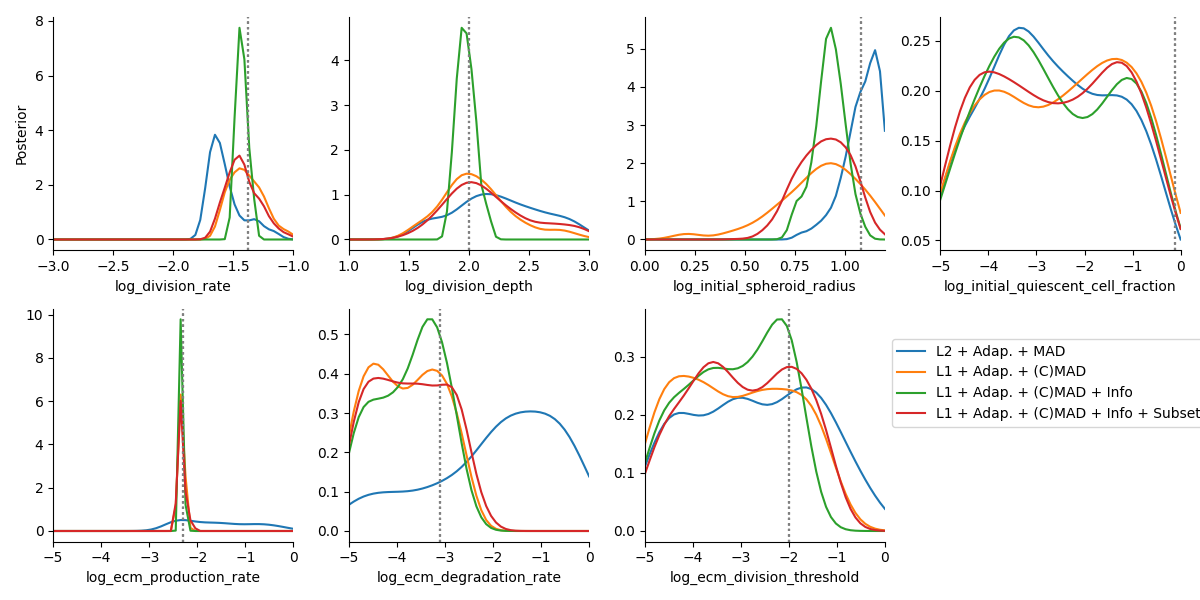 Posterior
8
6
4
2
0
−3.0 −2.5 −2.0 −1.5 −1.0
log_division_rate
4
3
2
1
0
1.0 1.5 2.0 2.5 3.0
log_division_depth
5
4
3
2
1
0
0.00 0.25 0.50 0.75 1.00
log_initial_spheroid_radius
0.25
0.20
0.15
0.10
0.05
−5 −4 −3 −2 −1 0
log_initial_quiescent_cell_fraction
10
8
6
4
2
0
−5 −4 −3 −2 −1 0
log_ecm_production_rate
0.5
0.4
0.3
0.2
0.1
0.0
−5 −4 −3 −2 −1 0
log_ecm_degradation_rate
0.3
0.2
0.1
0.0
−5 −4 −3 −2 −1 0
log_ecm_division_threshold
L2 + Adap. + MAD
L1 + Adap. + (C)MAD
L1 + Adap. + (C)MAD + Info
L1 + Adap. + (C)MAD + Info + Subset